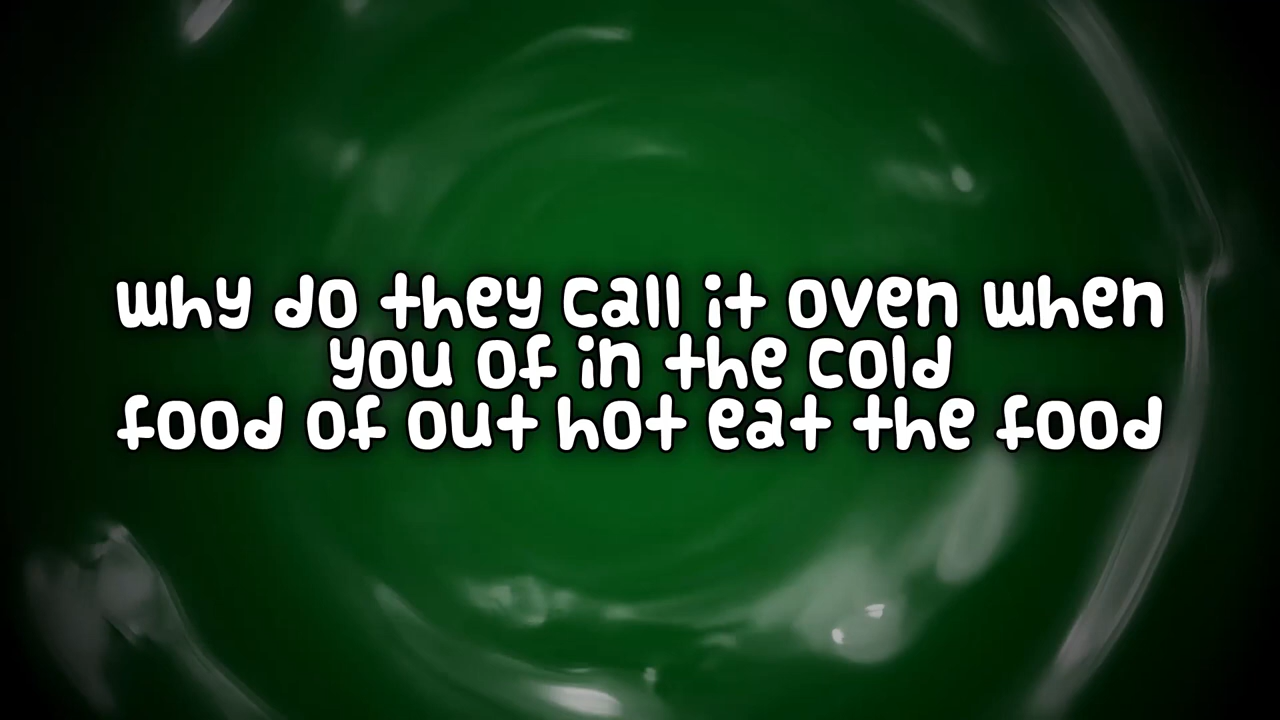 why do they call it oven when
you of in the cold
food of out hot eat the food